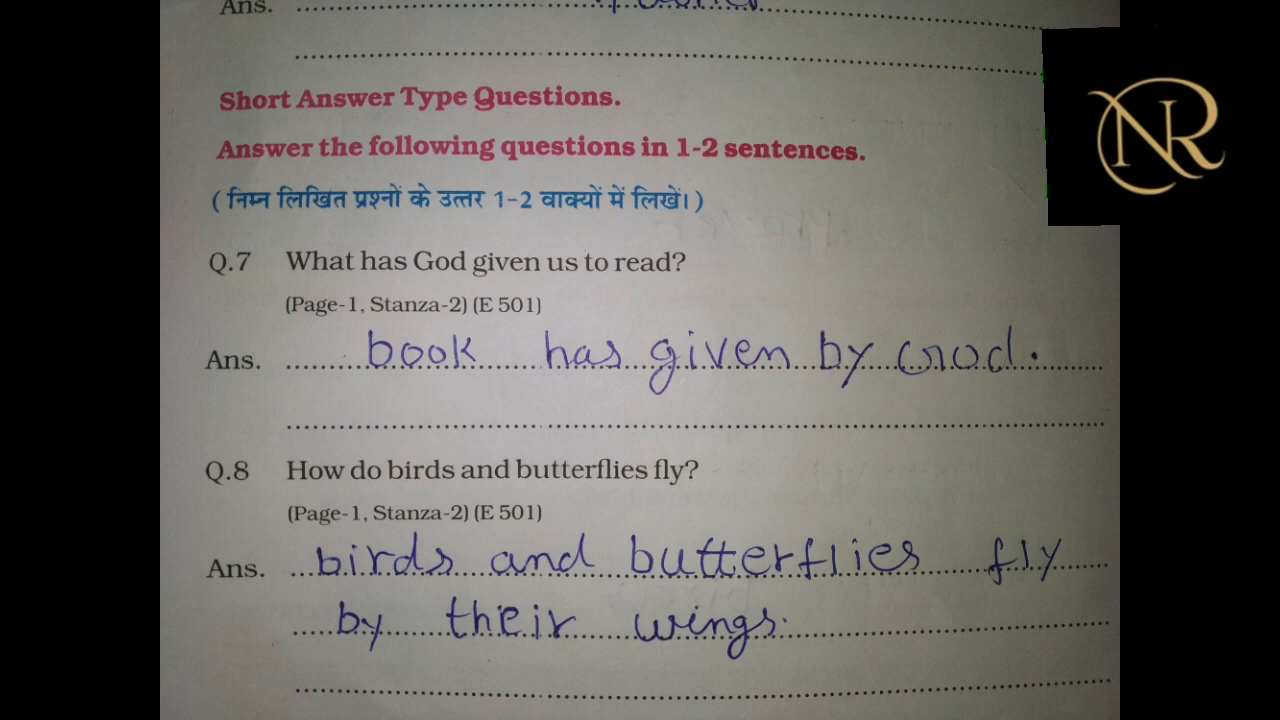 Ans.
Short Answer Type Questions.
Answer the following questions in 1-2 sentences.
( निम्न लिखित प्रश्नों के उत्तर 1-2 वाक्यों में लिखें। )
Q.7 What has God given us to read?
(Page-1, Stanza-2) (E 501)
Ans. book has given by God.
Q.8 How do birds and butterflies fly?
(Page-1, Stanza-2) (E 501)
Ans. birds and butterflies fly
by their wings.
NR